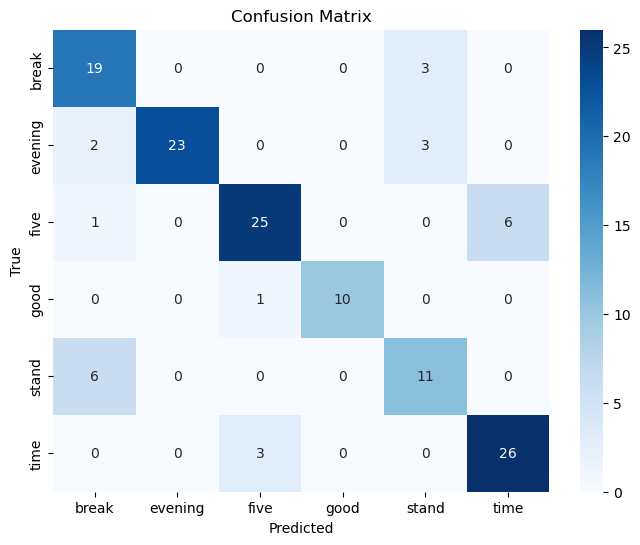 Confusion Matrix
break 19 0 0 0 3 0
evening 2 23 0 0 3 0
five 1 0 25 0 0 6
good 0 0 1 10 0 0
stand 6 0 0 0 11 0
time 0 0 3 0 0 26
break evening five good stand time
Predicted
True
25
20
15
10
5
0